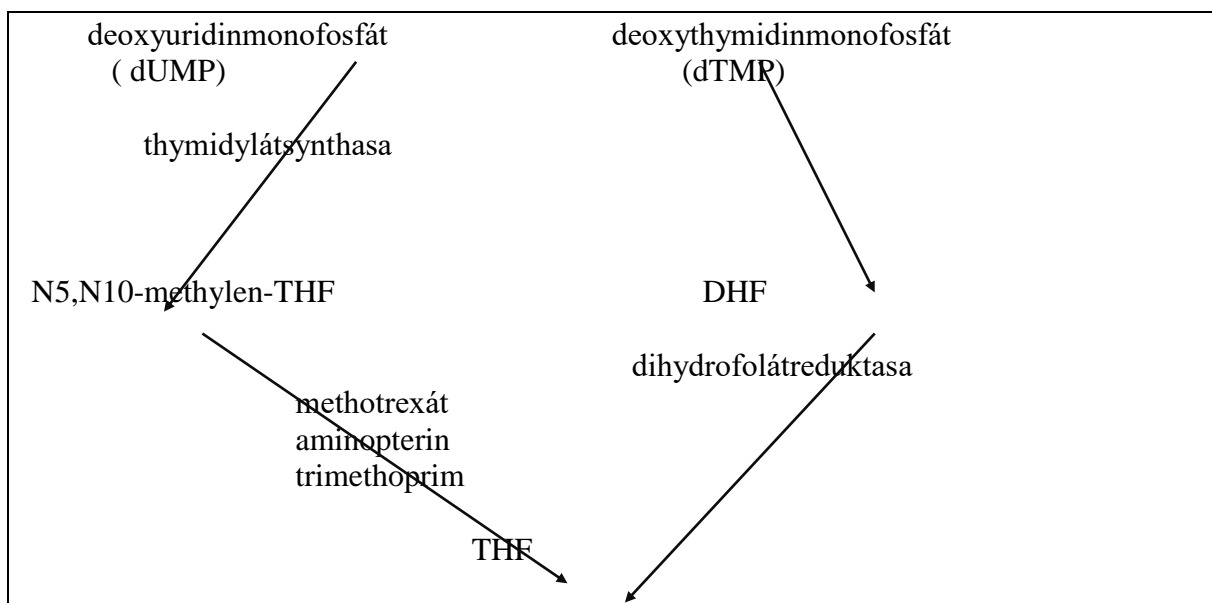 deoxyuridinmonofosfát deoxythymidinmonofosfát
( dUMP) (dTMP)
thymidylátsynthasa
N5,N10-methylen-THF DHF
dihydrofolátreduktasa
methotrexát
aminopterin
trimethoprim
THF